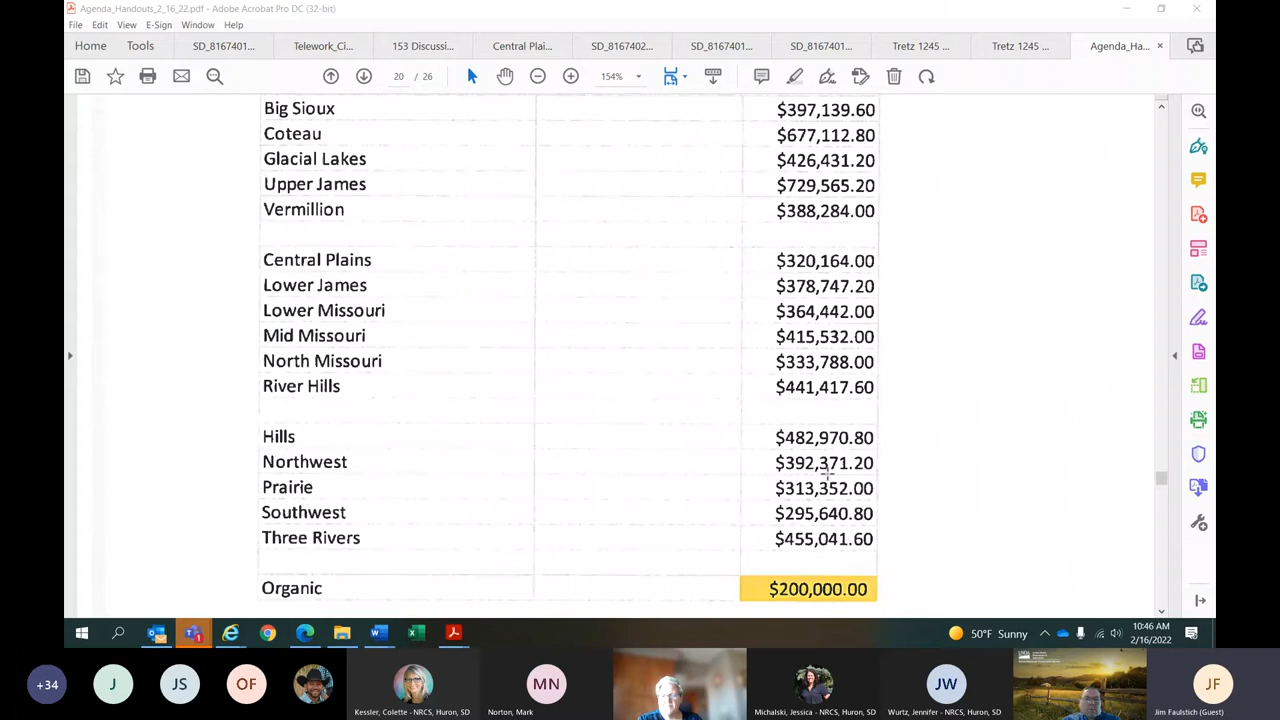 Agenda_Handouts_2_16_22.pdf - Adobe Acrobat Pro DC (32-bit)
File Edit View E-Sign Window Help
Home Tools SD_8167401... Telework_Ci... 153 Discussi... Central Plai... SD_8167402... SD_8167401... SD_8167401... Tretz 1245 ... Tretz 1245 ... Agenda_Ha... ×
20 / 26 154%
Big Sioux $397,139.60
Coteau $677,112.80
Glacial Lakes $426,431.20
Upper James $729,565.20
Vermillion $388,284.00
Central Plains $320,164.00
Lower James $378,747.20
Lower Missouri $364,442.00
Mid Missouri $415,532.00
North Missouri $333,788.00
River Hills $441,417.60
Hills $482,970.80
Northwest $392,371.20
Prairie $313,352.00
Southwest $295,640.80
Three Rivers $455,041.60
Organic $200,000.00
50°F Sunny 10:46 AM
2/16/2022
+34 J JS OF MN JW USDA JF
Kessler, Colette - NRCS, Huron, SD Norton, Mark Michalski, Jessica - NRCS, Huron, SD Wurtz, Jennifer - NRCS, Huron, SD Jim Faulstich (Guest)